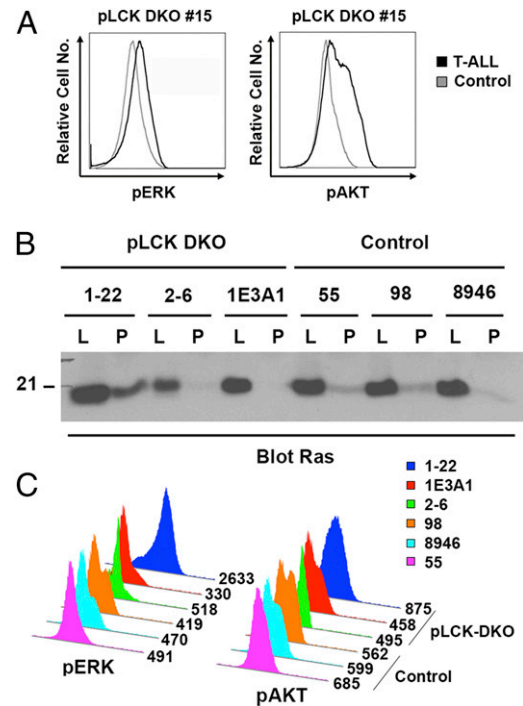 A
pLCK DKO #15
pLCK DKO #15
Relative Cell No.
pERK
Relative Cell No.
pAKT
T-ALL
Control
B
pLCK DKO
Control
1-22
2-6
1E3A1
55
98
8946
L P L P L P L P L P L P
21
Blot Ras
C
1-22
1E3A1
2-6
98
8946
55
2633
330
518
419
470
491
pERK
875
458
495
562
599
685
pAKT
pLCK-DKO
Control